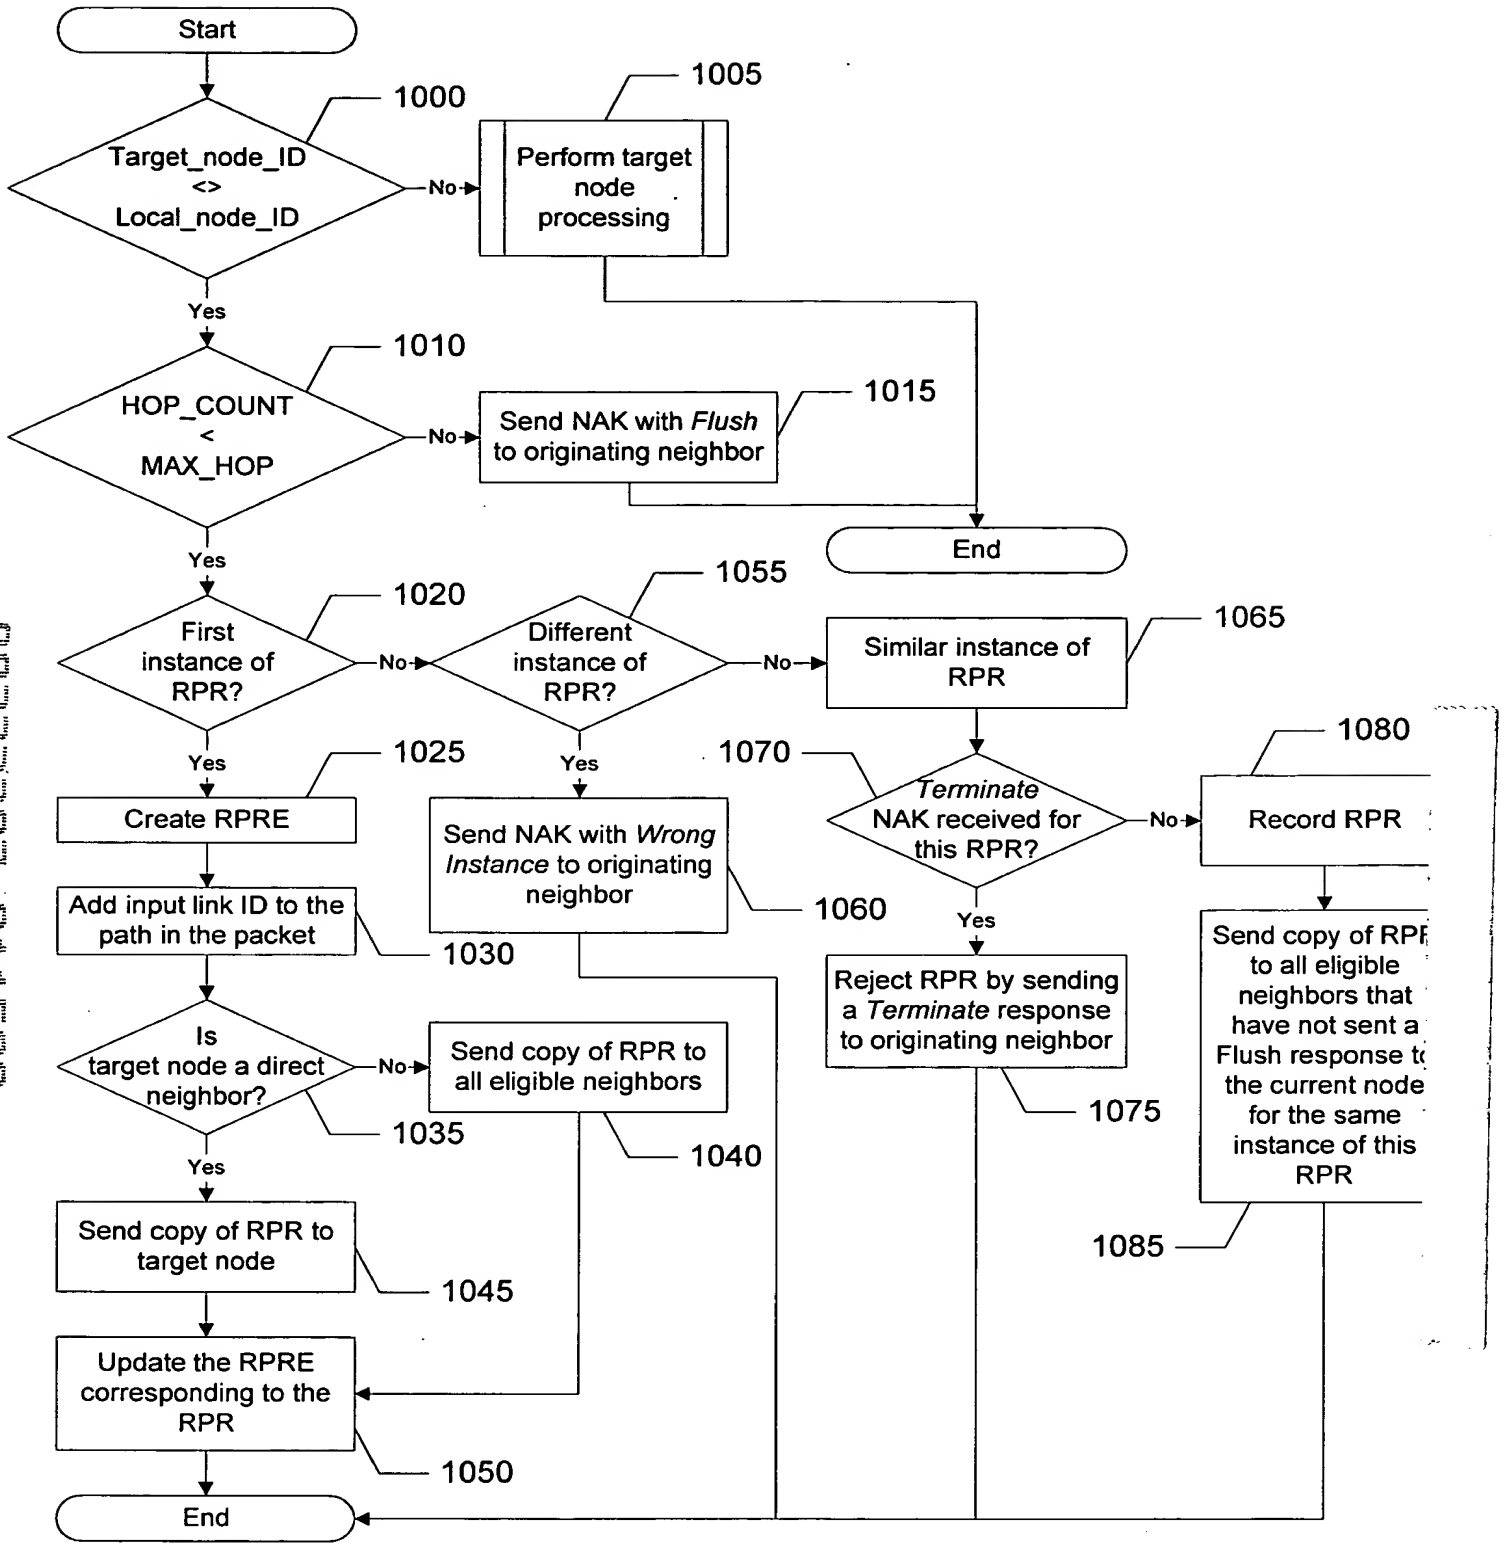 Start
1000
Target_node_ID
<>
Local_node_ID
No
1005
Perform target
node
processing
Yes
1010
HOP_COUNT
<
MAX_HOP
No
1015
Send NAK with Flush
to originating neighbor
End
Yes
1020
First
instance of
RPR?
No
1055
Different
instance of
RPR?
No
1065
Similar instance of
RPR
Yes
1025
Create RPRE
Yes
Send NAK with Wrong
Instance to originating
neighbor
1060
1070
Terminate
NAK received for
this RPR?
No
1080
Record RPR
Add input link ID to the
path in the packet
1030
Yes
Reject RPR by sending
a Terminate response
to originating neighbor
1075
Send copy of RPR
to all eligible
neighbors that
have not sent a
Flush response to
the current node
for the same
instance of this
RPR
1085
Is
target node a direct
neighbor?
1035
No
Send copy of RPR to
all eligible neighbors
1040
Yes
Send copy of RPR to
target node
1045
Update the RPRE
corresponding to the
RPR
1050
End